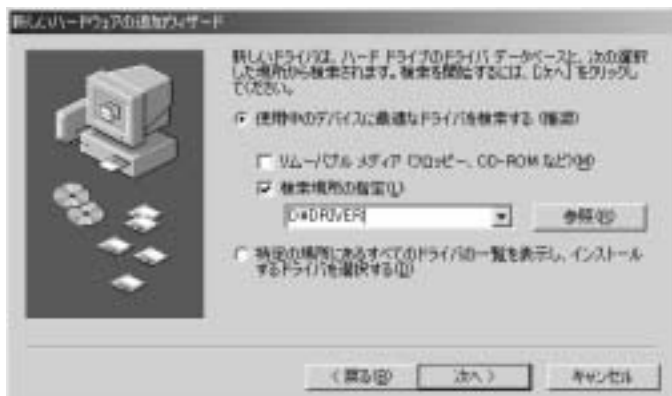 新しいハードウェアの追加ウィザード
新しいドライバは、ハード ドライブのドライバ データベースと、次の選択
した場所から検索されます。検索を開始するには、[次へ] をクリックし
てください。
使用中のデバイスに最適なドライバを検索する (推奨)
リムーバブル メディア (フロッピー、CD-ROM など)(M)
検索場所の指定(L)
D:¥DRIVER
参照(R)
特定の場所にあるすべてのドライバの一覧を表示し、インストール
するドライバを選択する(D)
< 戻る(B)
次へ >
キャンセル